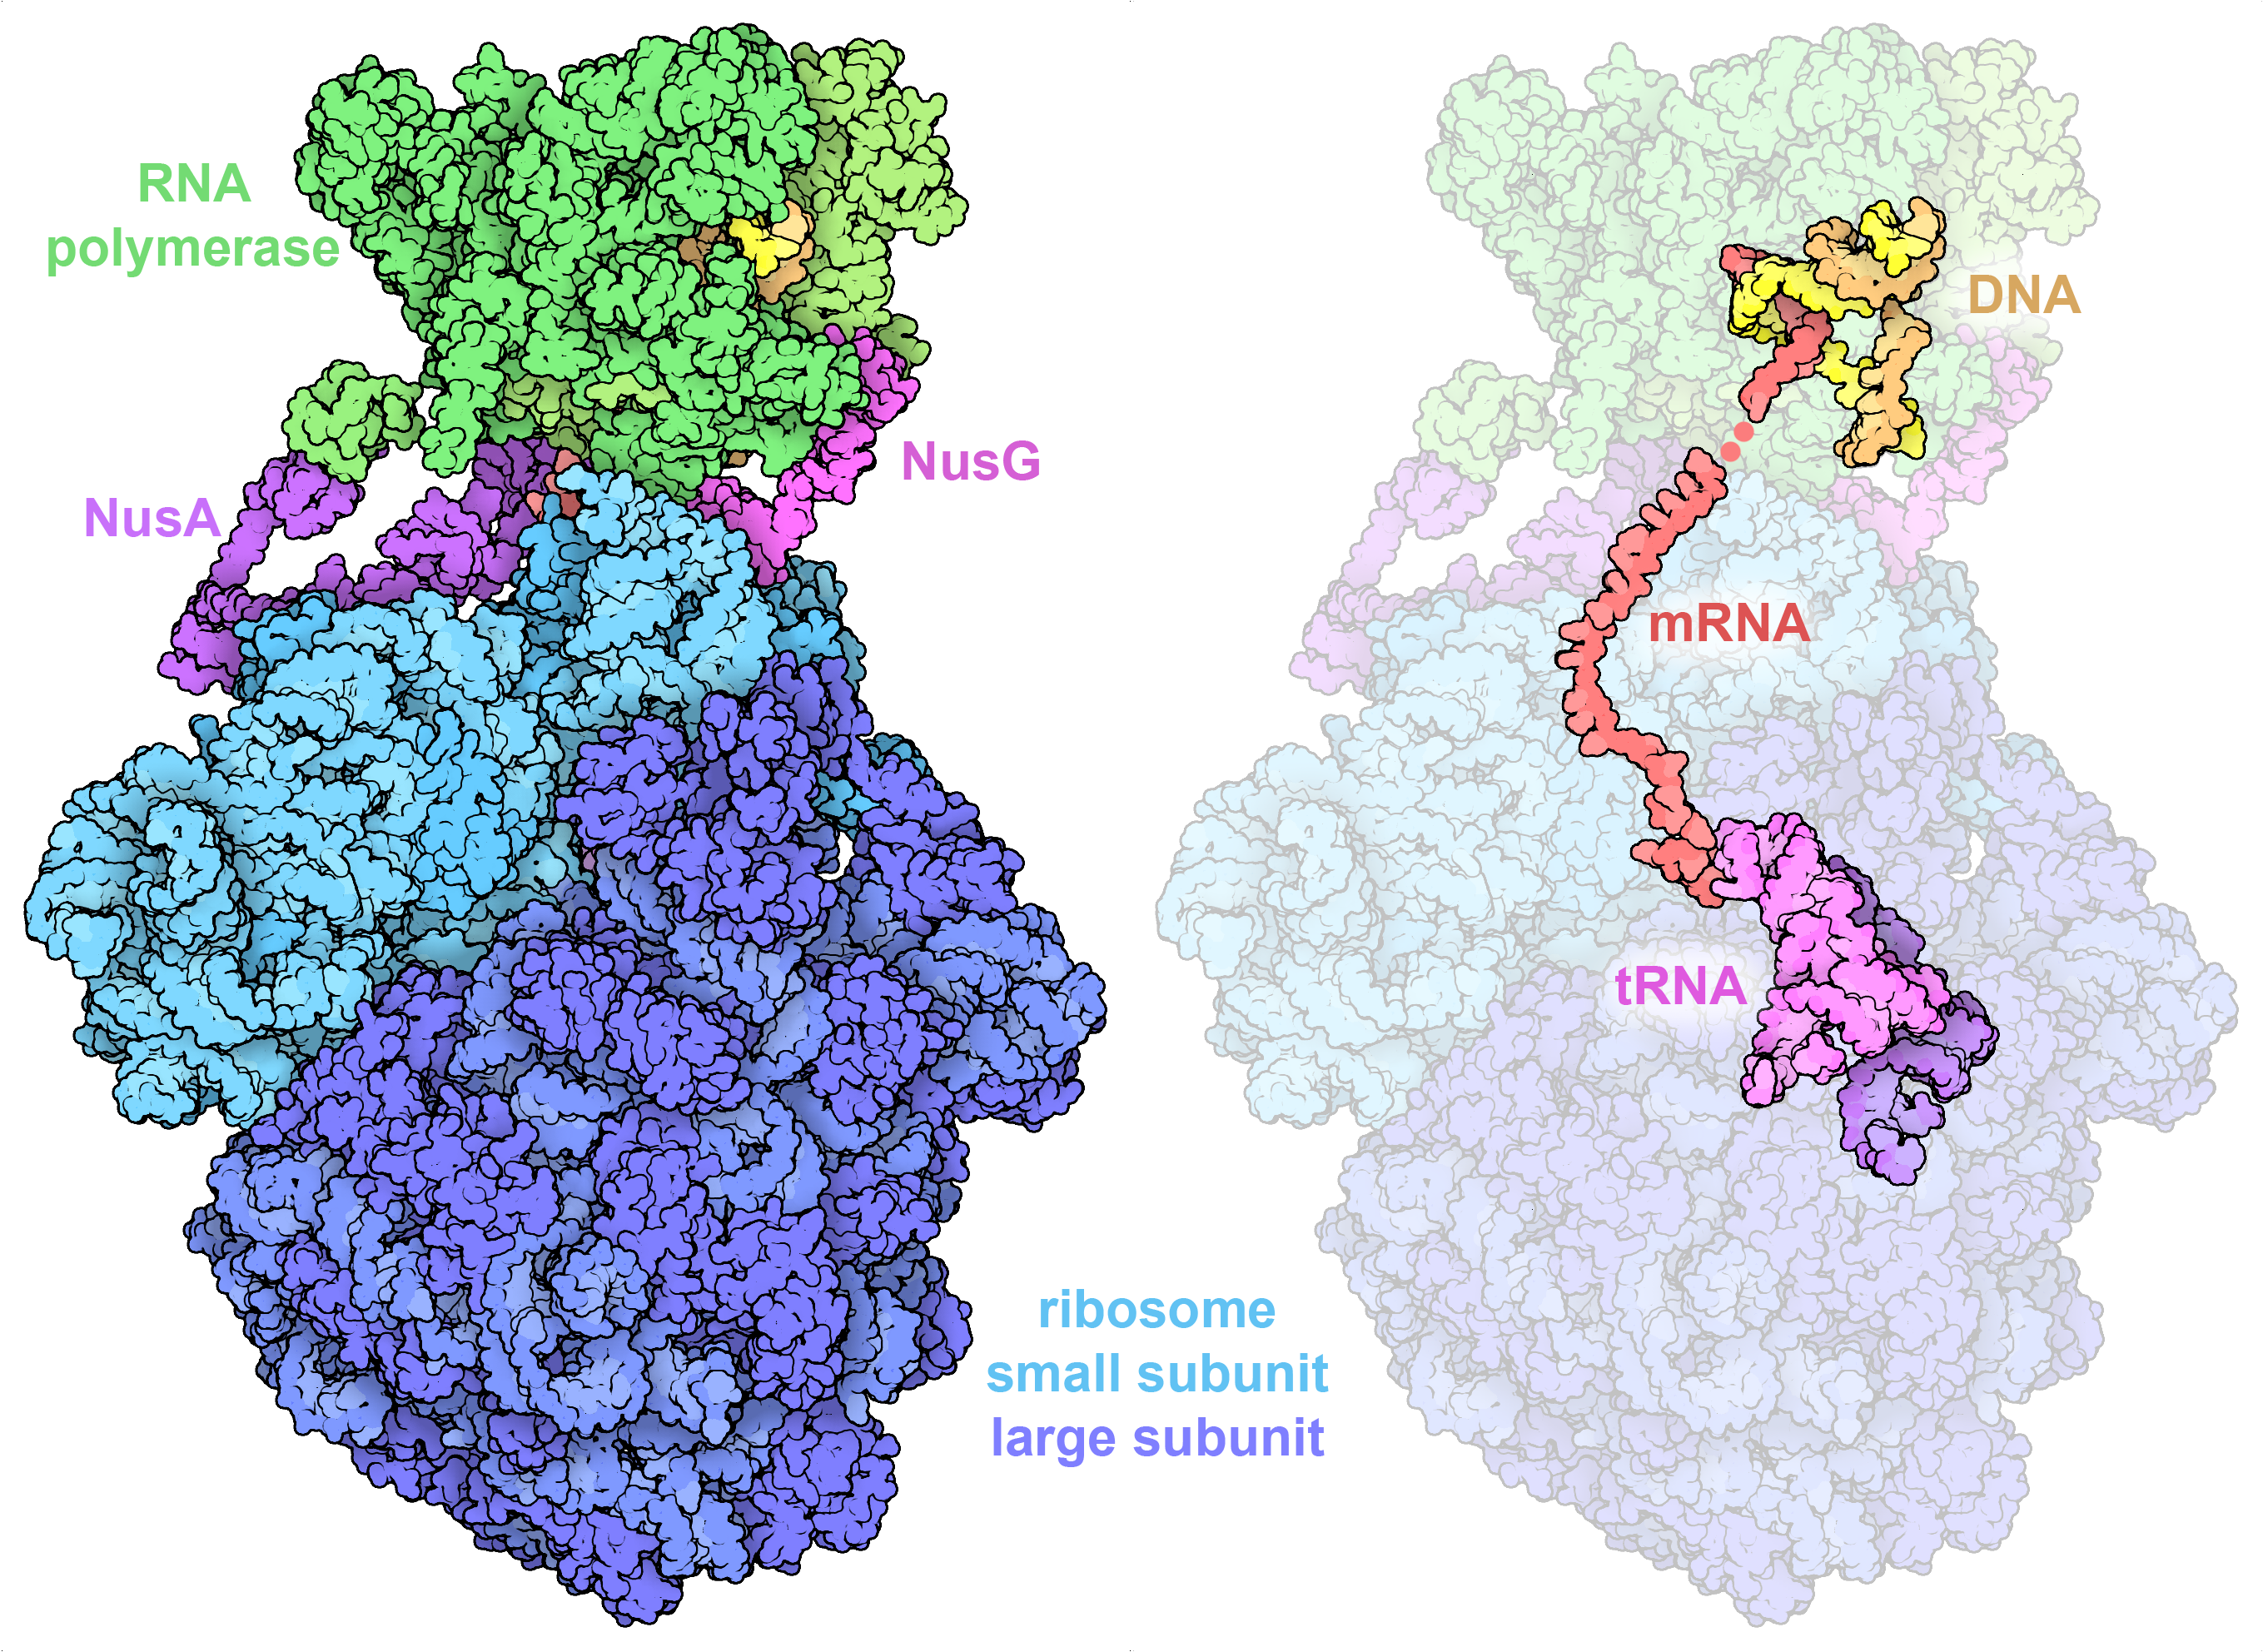 RNA
polymerase
NusA
NusG
ribosome
small subunit
large subunit
DNA
mRNA
tRNA